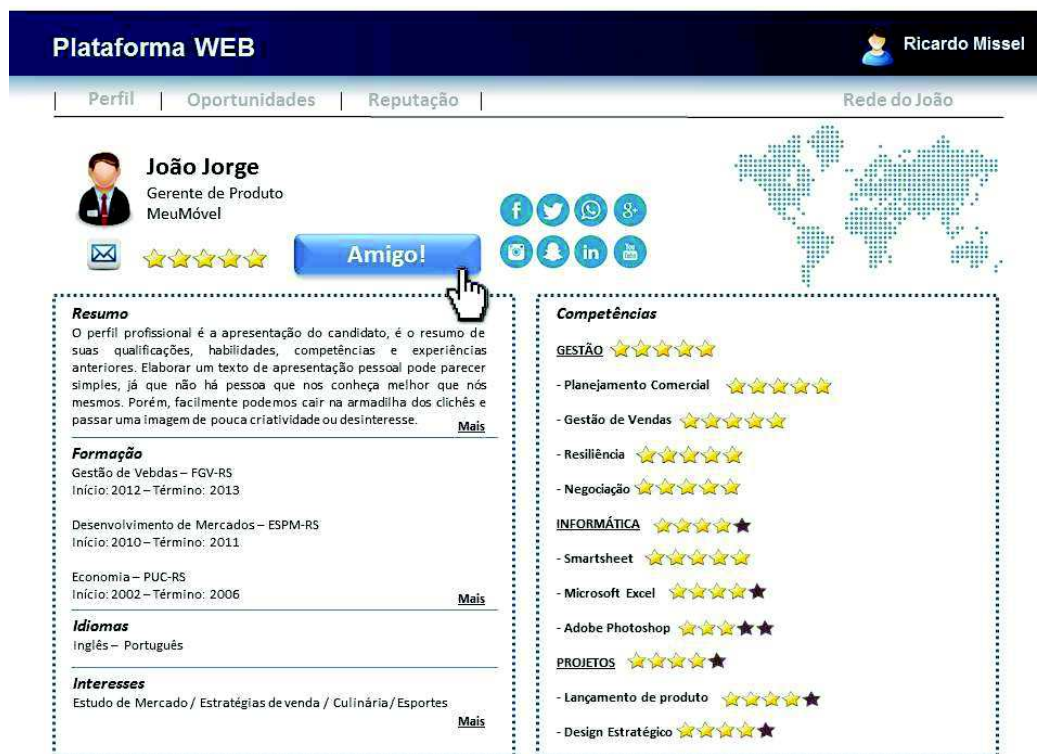 Plataforma WEB
Ricardo Missel
| Perfil | Oportunidades | Reputação |
Rede do João
João Jorge
Gerente de Produto
MeuMóvel
Amigo!
Resumo
O perfil profissional é a apresentação do candidato, é o resumo de
suas qualificações, habilidades, competências e experiências
anteriores. Elaborar um texto de apresentação pessoal pode parecer
simples, já que não há pessoa que nos conheça melhor que nós
mesmos. Porém, facilmente podemos cair na armadilha dos clichês e
passar uma imagem de pouca criatividade ou desinteresse.
Mais
Formação
Gestão de Vebdas – FGV-RS
Início: 2012 – Término: 2013
Desenvolvimento de Mercados – ESPM-RS
Início: 2010 – Término: 2011
Economia – PUC-RS
Início: 2002 – Término: 2006
Mais
Idiomas
Inglês – Português
Interesses
Estudo de Mercado / Estratégias de venda / Culinária / Esportes
Mais
Competências
GESTÃO
- Planejamento Comercial
- Gestão de Vendas
- Resiliência
- Negociação
INFORMÁTICA
- Smartsheet
- Microsoft Excel
- Adobe Photoshop
PROJETOS
- Lançamento de produto
- Design Estratégico